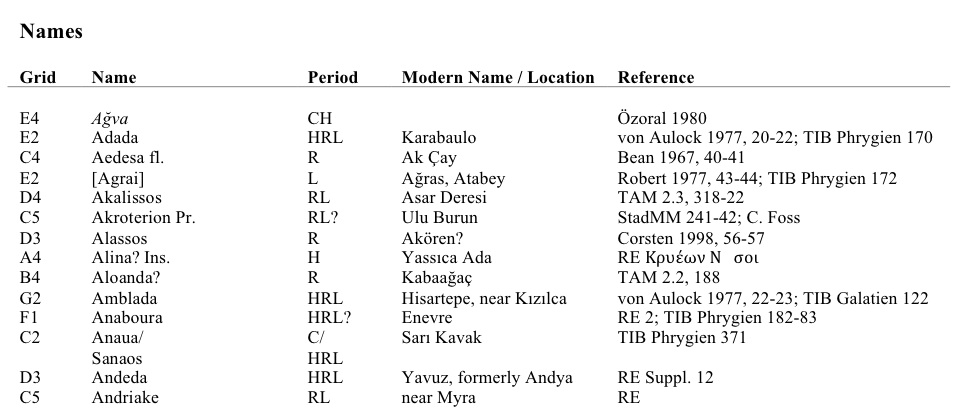 Names
Grid Name Period Modern Name / Location Reference
E4 Ağva CH Özoral 1980
E2 Adada HRL Karabaulo von Aulock 1977, 20-22; TIB Phrygien 170
C4 Aedesa fl. R Ak Çay Bean 1967, 40-41
E2 [Agrai] L Ağras, Atabey Robert 1977, 43-44; TIB Phrygien 172
D4 Akalissos RL Asar Deresi TAM 2.3, 318-22
C5 Akroterion Pr. RL? Ulu Burun StadMM 241-42; C. Foss
D3 Alassos R Akören? Corsten 1998, 56-57
A4 Alina? Ins. H Yassıca Ada RE Κρυέων Ν σοι
B4 Aloanda? R Kabaağaç TAM 2.2, 188
G2 Amblada HRL Hisartepe, near Kızılca von Aulock 1977, 22-23; TIB Galatien 122
F1 Anaboura HRL? Enevre RE 2; TIB Phrygien 182-83
C2 Anaua/ C/ Sarı Kavak TIB Phrygien 371
Sanaos HRL
D3 Andeda HRL Yavuz, formerly Andya RE Suppl. 12
C5 Andriake RL near Myra RE